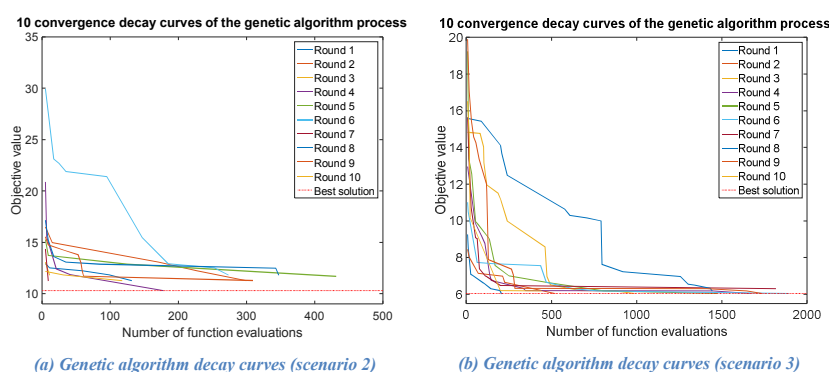 10 convergence decay curves of the genetic algorithm process
35
30
25
20
15
10
Objective value
0
100
200
300
400
500
Number of function evaluations
Round 1
Round 2
Round 3
Round 4
Round 5
Round 6
Round 7
Round 8
Round 9
Round 10
Best solution
(a) Genetic algorithm decay curves (scenario 2)
10 convergence decay curves of the genetic algorithm process
20
18
16
14
12
10
8
6
Objective value
0
500
1000
1500
2000
Number of function evaluations
Round 1
Round 2
Round 3
Round 4
Round 5
Round 6
Round 7
Round 8
Round 9
Round 10
Best solution
(b) Genetic algorithm decay curves (scenario 3)